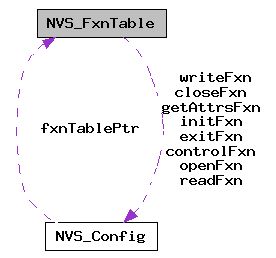 NVS_FxnTable
writeFxn
closeFxn
getAttrsFxn
initFxn
exitFxn
controlFxn
openFxn
readFxn
fxnTablePtr
NVS_Config